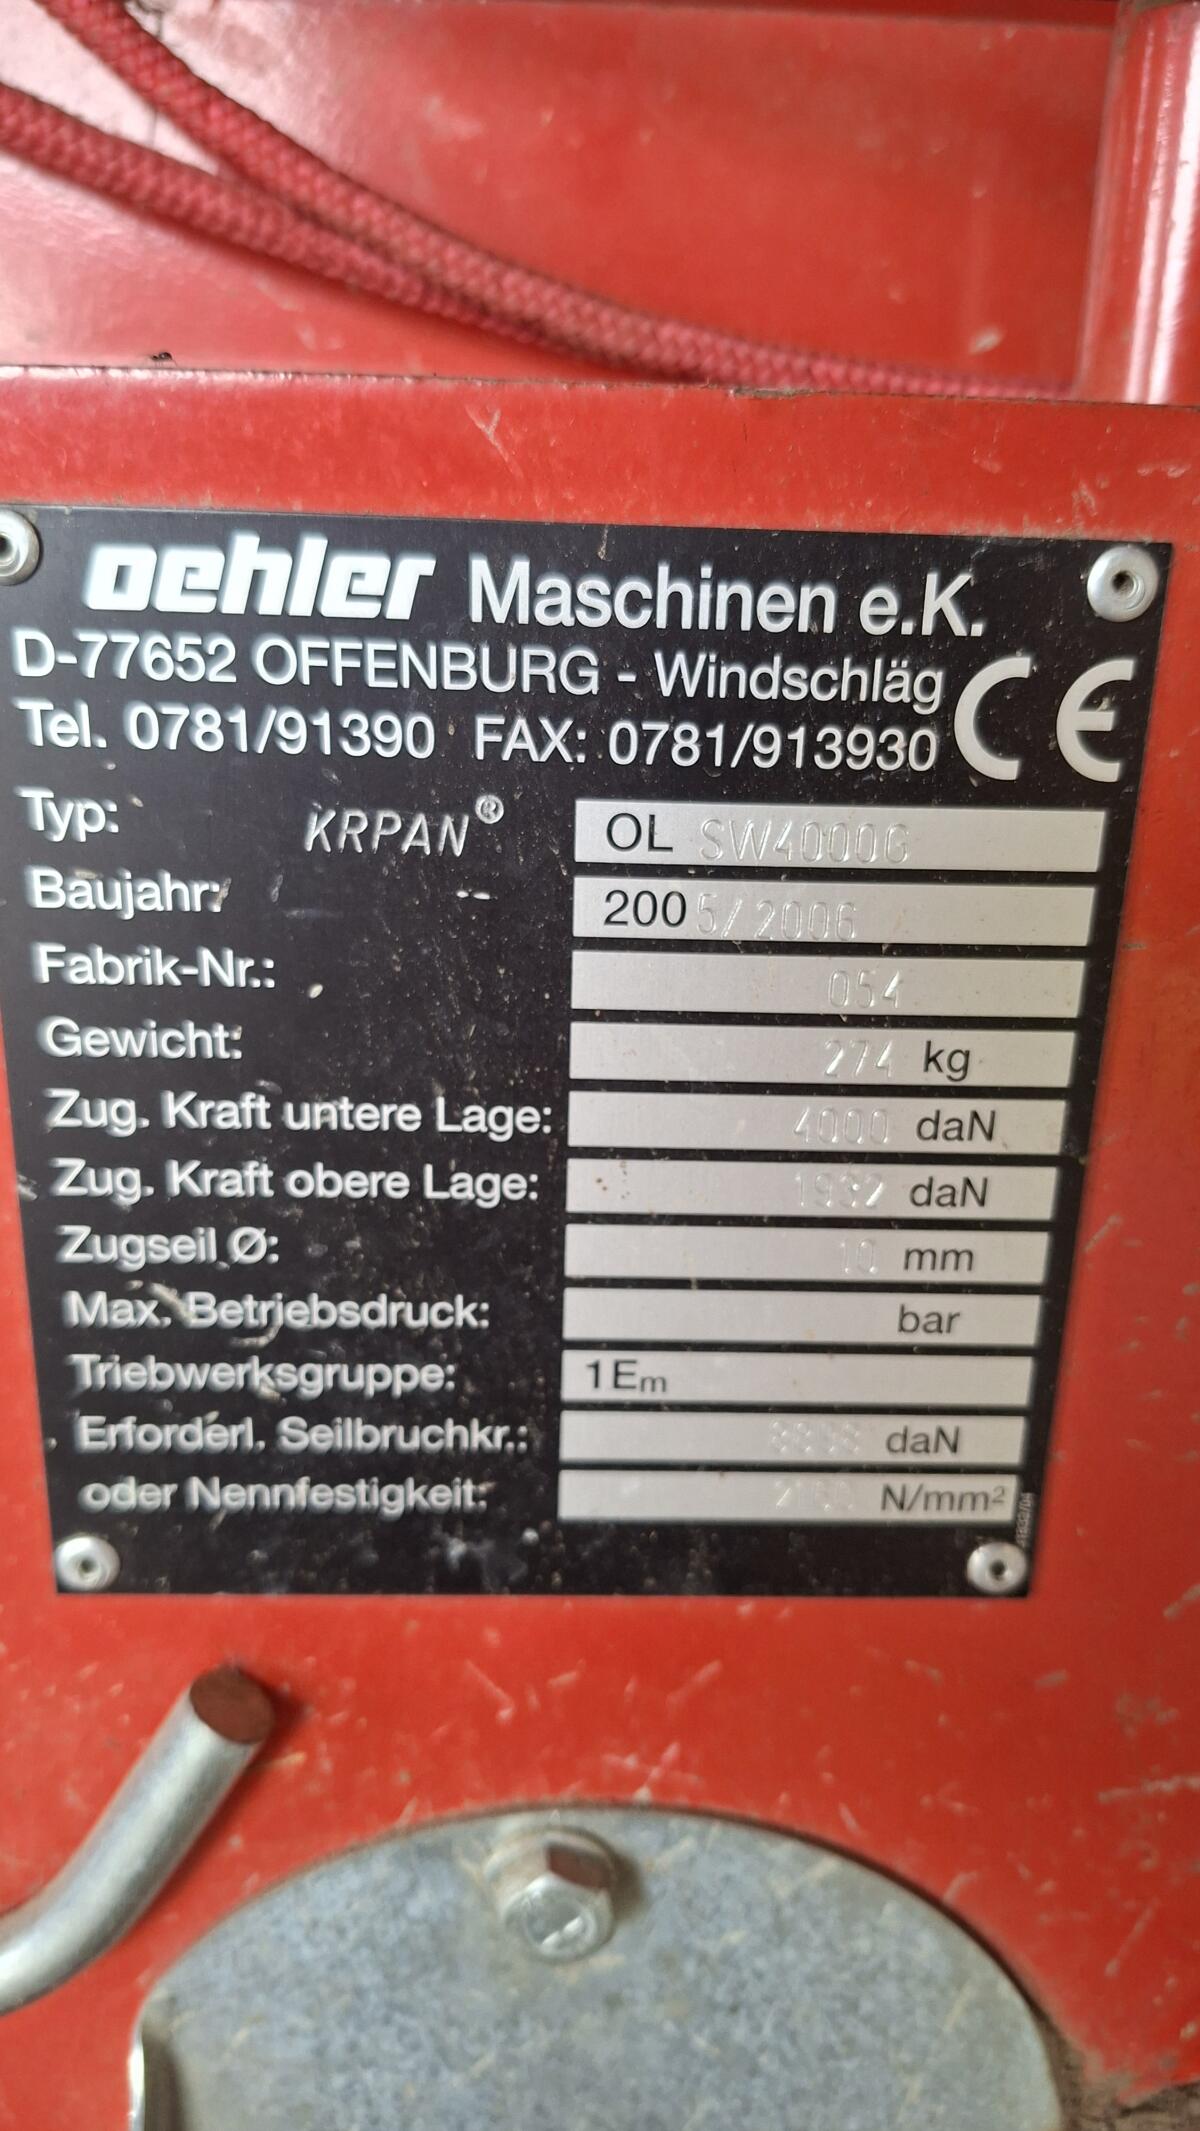 oehler Maschinen e.K.
D-77652 OFFENBURG - Windschläg
Tel. 0781/91390 FAX: 0781/913930
CE
Typ: KRPAN® OL SW4000G
Baujahr: 2005/2006
Fabrik-Nr.: 054
Gewicht: 274 kg
Zug. Kraft untere Lage: 4000 daN
Zug. Kraft obere Lage: 1932 daN
Zugseil Ø: 10 mm
Max. Betriebsdruck: bar
Triebwerksgruppe: 1Em
Erforderl. Seilbruchkr.: daN
oder Nennfestigkeit: N/mm²